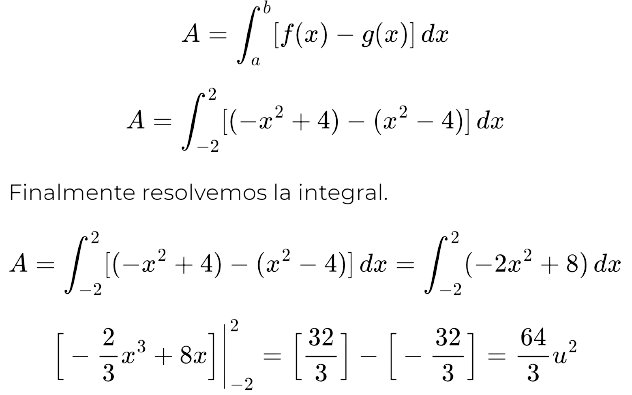 A = ∫_a^b [f(x) − g(x)] dx
A = ∫_{−2}^2 [(−x² + 4) − (x² − 4)] dx
Finalmente resolvemos la integral.
A = ∫_{−2}^2 [(−x² + 4) − (x² − 4)] dx = ∫_{−2}^2 (−2x² + 8) dx
[− 2/3 x³ + 8x]|_{−2}^2 = [32/3] − [− 32/3] = 64/3 u²